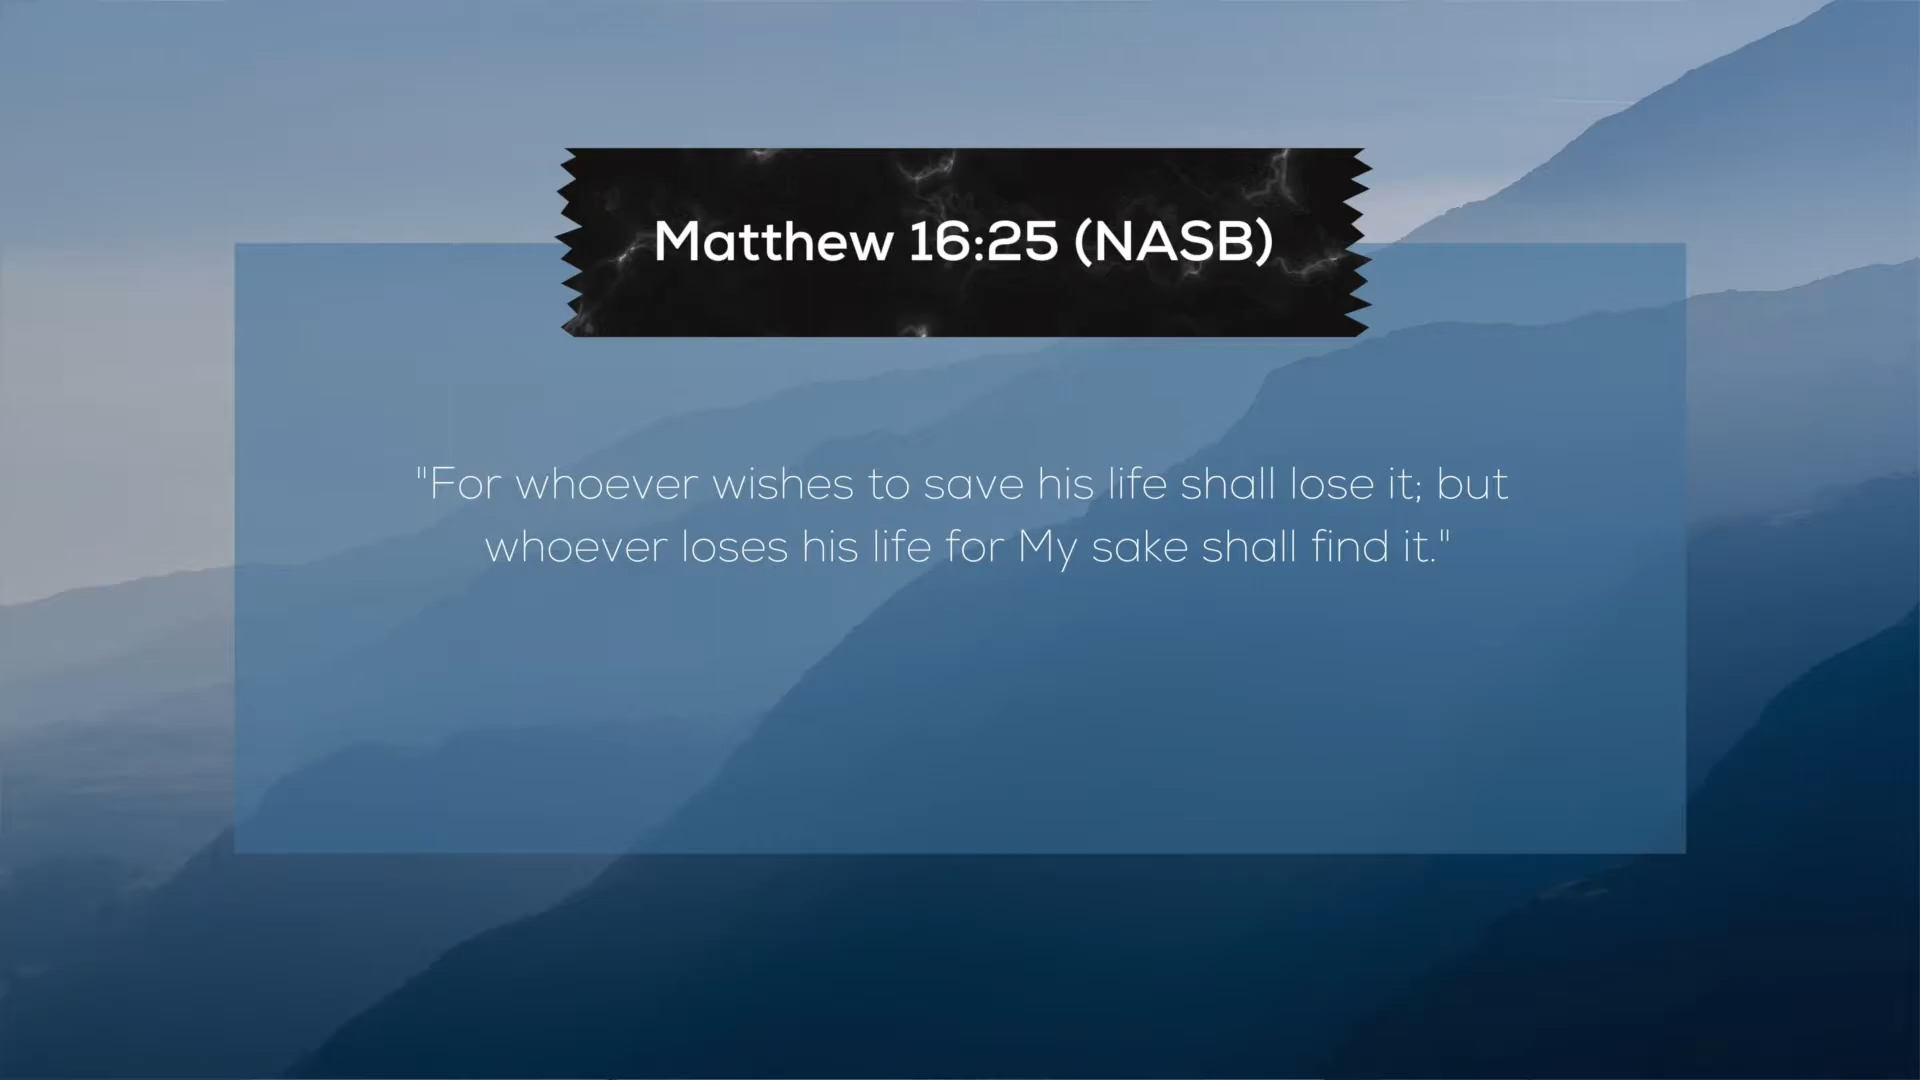 Matthew 16:25 (NASB)
"For whoever wishes to save his life shall lose it; but
whoever loses his life for My sake shall find it."